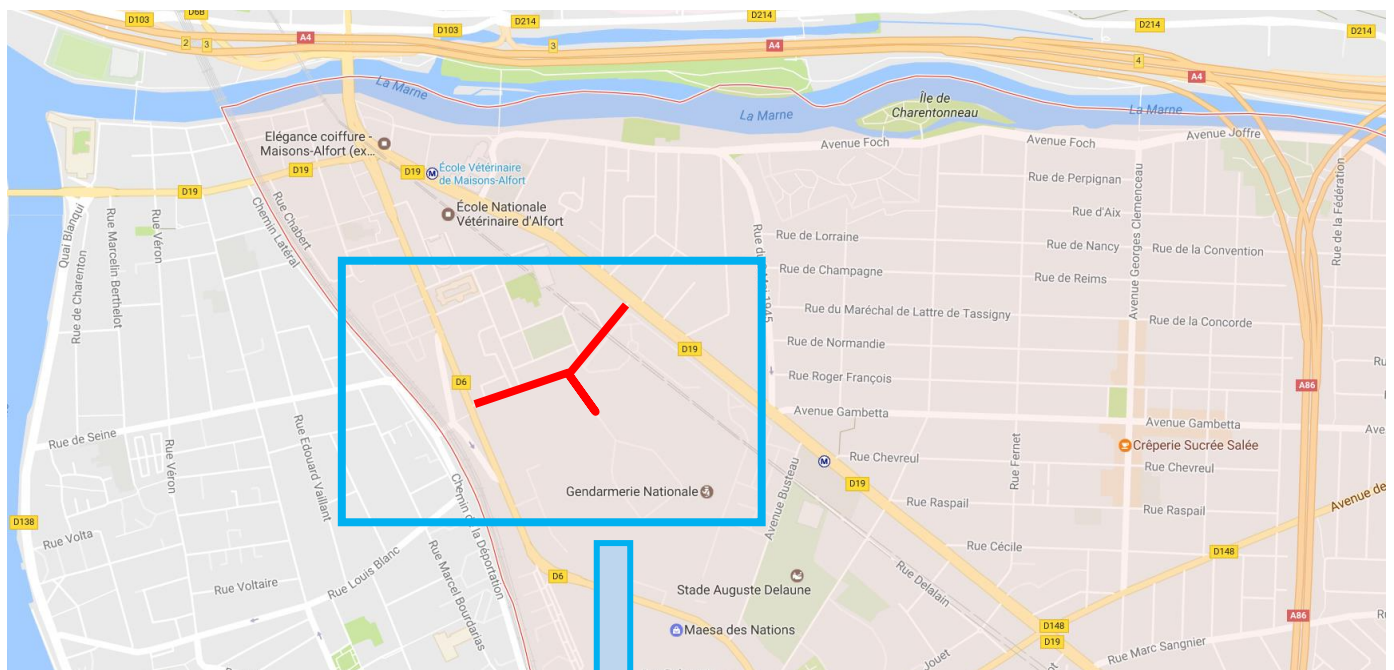 D103
D6B
D103
D214
D214
D214
2
3
A4
3
A4
4
A4
La Marne
La Marne
La Marne
Île de
Charentonneau
Avenue Foch
Avenue Foch
Avenue Joffre
Elégance coiffure -
Maisons-Alfort (ex...
D19
D19
D19
École Vétérinaire
de Maisons-Alfort
École Nationale
Vétérinaire d'Alfort
Quai Blanqui
Rue de Charenton
Rue Marcelin Berthelot
Rue Véron
Rue Chabert
Chemin Latéral
Rue de Perpignan
Rue d'Aix
Rue de Lorraine
Rue de Nancy
Rue de la Convention
Rue de Champagne
Rue de Reims
Avenue Georges Clemenceau
Rue de la Fédération
Rue du Maréchal de Lattre de Tassigny
Rue de la Concorde
Rue de Normandie
D19
Rue Roger François
D6
A86
Avenue Gambetta
Avenue Gambetta
Rue de Seine
Rue Véron
Rue Edouard Vaillant
Crêperie Sucrée Salée
Rue Chevreul
Rue Chevreul
Rue Fernet
Gendarmerie Nationale
D19
Avenue Busteau
Rue Raspail
Rue Raspail
Avenue de
D138
Rue Volta
Rue Louis Blanc
Chemin de la Déportation
Rue Marcel Bourdarias
Rue Cécile
D148
Rue Voltaire
D6
Stade Auguste Delaune
Rue Delalain
Maesa des Nations
D148
D19
A86
Rue Marc Sangnier
Jouet